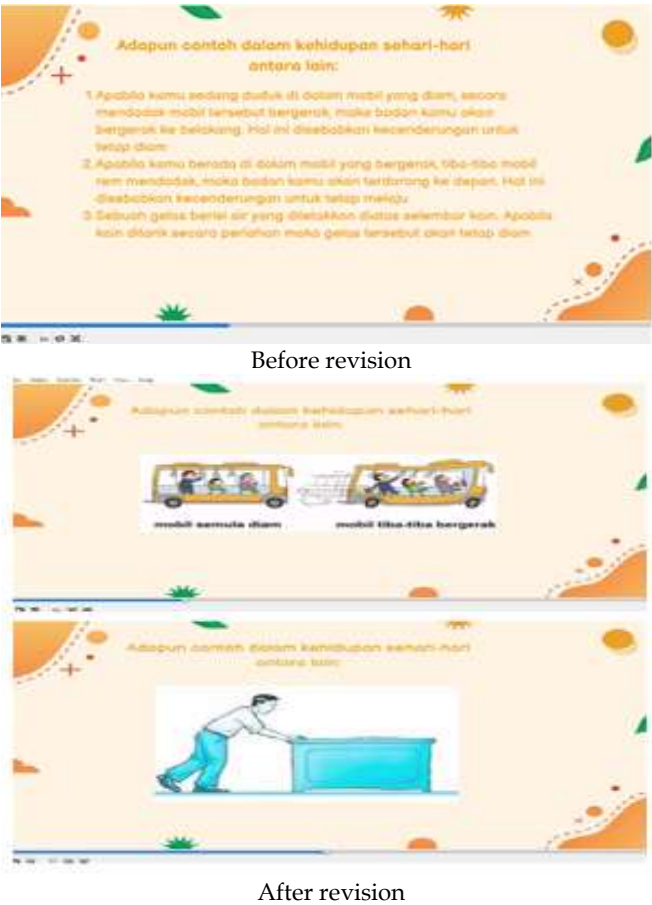 Adapun contoh dalam kehidupan sehari-hari
antara lain:
1. Apabila kamu sedang duduk di dalam mobil yang diam, secara
mendadak mobil tersebut bergerak, maka badan kamu akan
bergerak ke belakang. Hal ini disebabkan kecenderungan untuk
tetap diam
2. Apabila kamu berada di dalam mobil yang bergerak, tiba-tiba mobil
rem mendadak, maka badan kamu akan terdorong ke depan. Hal ini
disebabkan kecenderungan untuk tetap melaju
3. Sebuah gelas berisi air yang diletakkan diatas selembar kain. Apabila
kain ditarik secara perlahan maka gelas tersebut akan tetap diam
Before revision
Adapun contoh dalam kehidupan sehari-hari
antara lain:
mobil semula diam mobil tiba-tiba bergerak
Adapun contoh dalam kehidupan sehari-hari
antara lain:
After revision